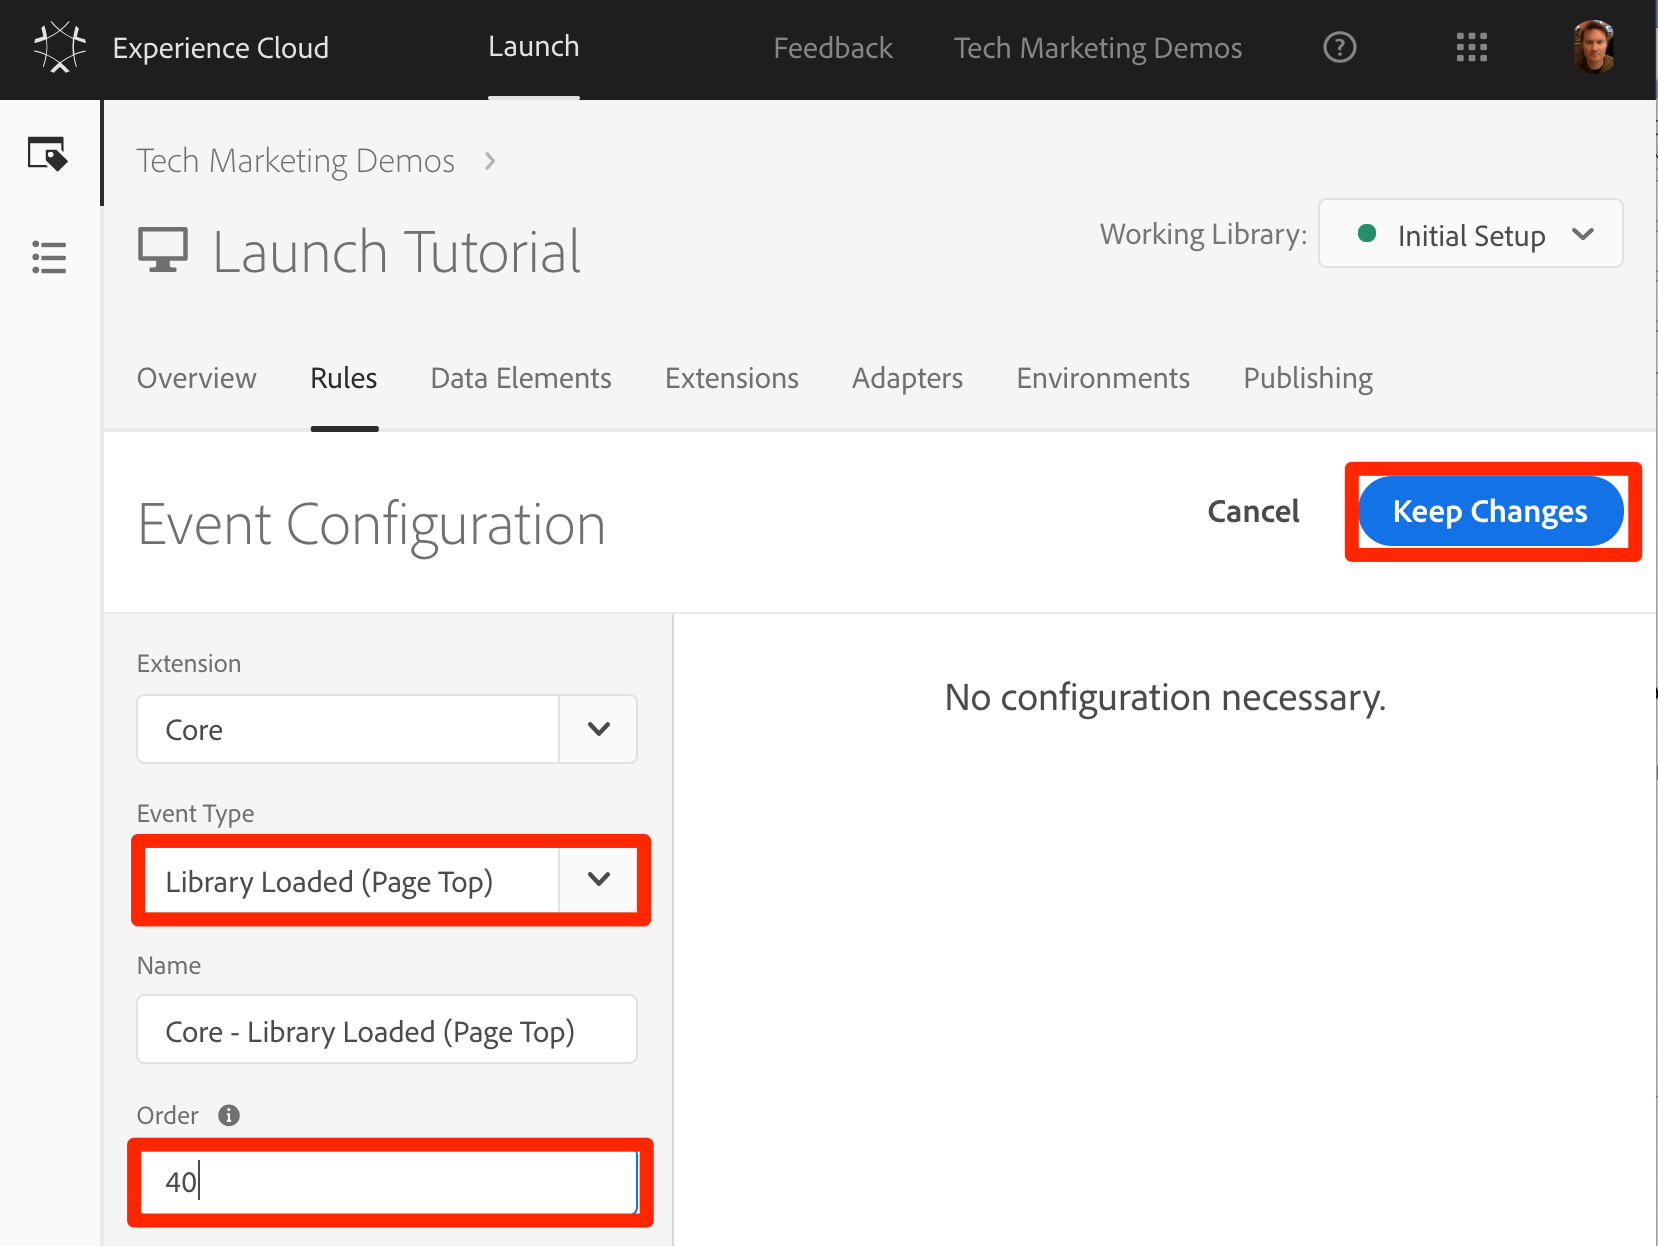 Experience Cloud Launch Feedback Tech Marketing Demos ?
Tech Marketing Demos >
Launch Tutorial
Working Library: Initial Setup
Overview Rules Data Elements Extensions Adapters Environments Publishing
Event Configuration
Cancel Keep Changes
Extension
Core
No configuration necessary.
Event Type
Library Loaded (Page Top)
Name
Core - Library Loaded (Page Top)
Order i
40